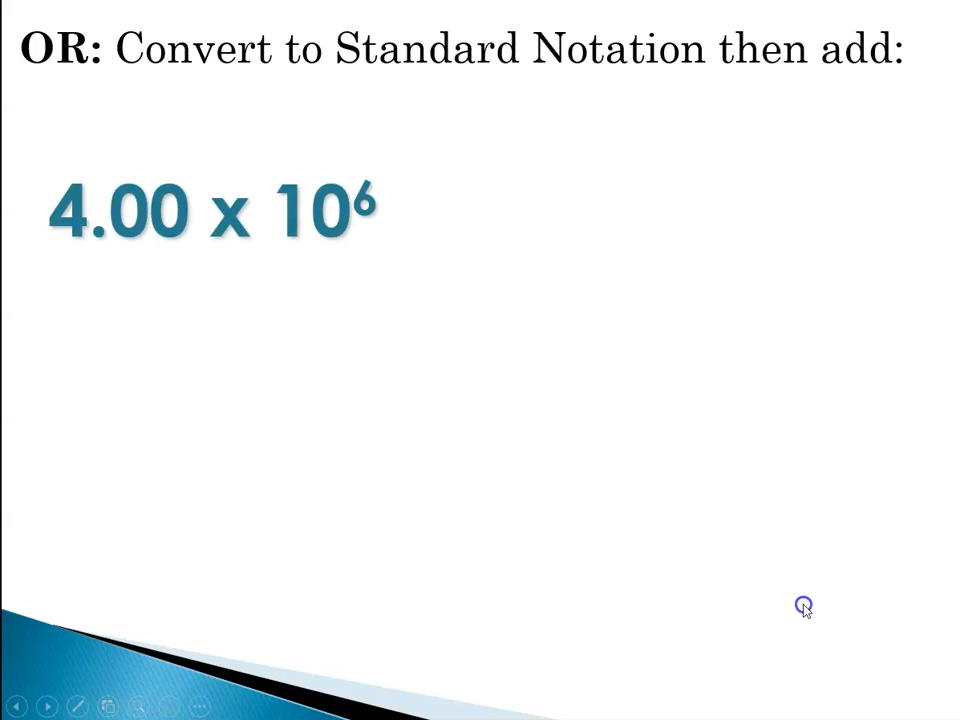 OR: Convert to Standard Notation then add:
4.00 x 10⁶